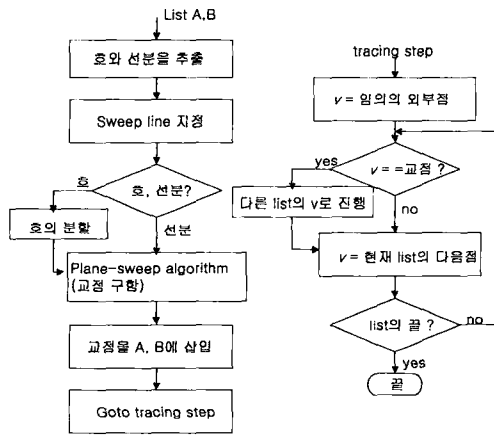 List A,B
호와 선분을 추출
Sweep line 지정
호, 선분?
호
호의 분할
선분
Plane-sweep algorithm
(교정 구함)
교정물 A, B에 삽입
Goto tracing step
tracing step
v = 임의의 외부점
v = =교점 ?
yes
다른 list의 v로 진행
no
v = 현재 list의 다음점
list의 끝 ?
no
yes
끝